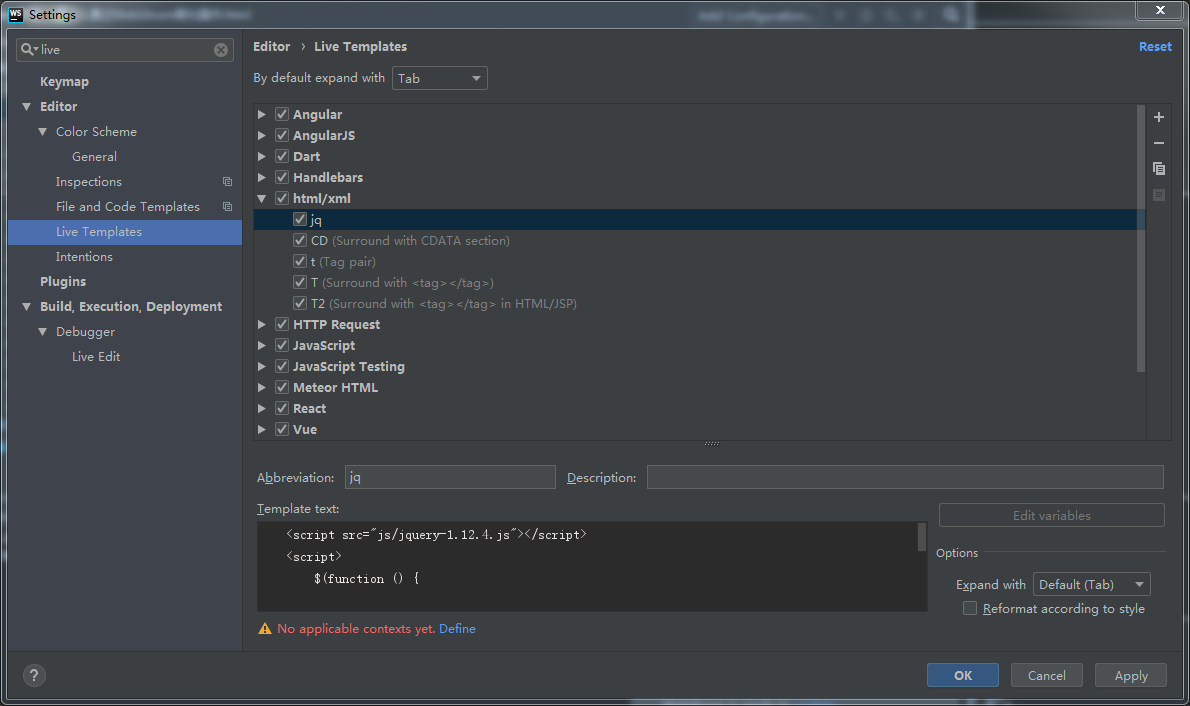 WS Settings
live
Keymap
Editor
Color Scheme
General
Inspections
File and Code Templates
Live Templates
Intentions
Plugins
Build, Execution, Deployment
Debugger
Live Edit
Editor › Live Templates
Reset
By default expand with Tab
Angular
AngularJS
Dart
Handlebars
html/xml
jq
CD (Surround with CDATA section)
t (Tag pair)
T (Surround with <tag></tag>)
T2 (Surround with <tag></tag> in HTML/JSP)
HTTP Request
JavaScript
JavaScript Testing
Meteor HTML
React
Vue
Abbreviation: jq Description:
Template text:
<script src="js/jquery-1.12.4.js"></script>
<script>
$(function () {
Edit variables
Options
Expand with Default (Tab)
Reformat according to style
No applicable contexts yet. Define
? OK Cancel Apply